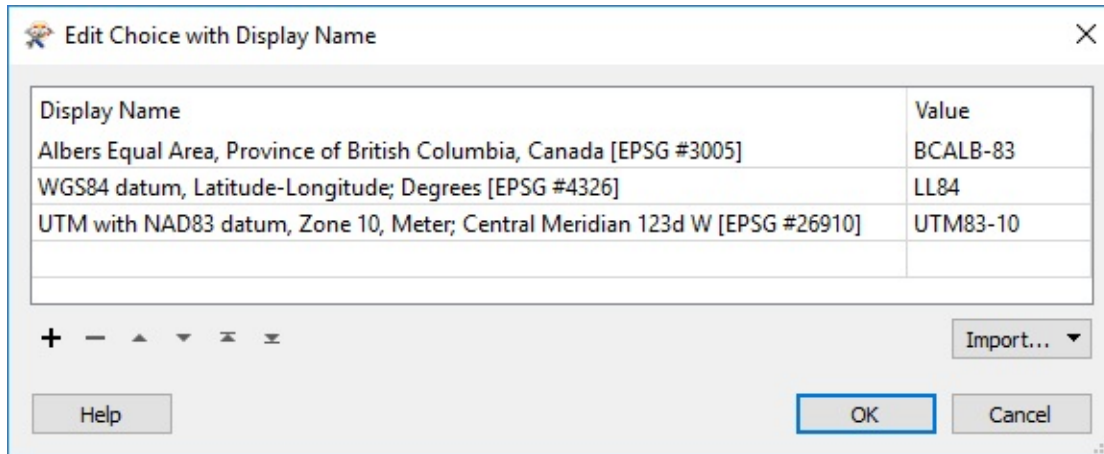 Edit Choice with Display Name
Display Name Value
Albers Equal Area, Province of British Columbia, Canada [EPSG #3005] BCALB-83
WGS84 datum, Latitude-Longitude; Degrees [EPSG #4326] LL84
UTM with NAD83 datum, Zone 10, Meter; Central Meridian 123d W [EPSG #26910] UTM83-10
Import...
Help OK Cancel